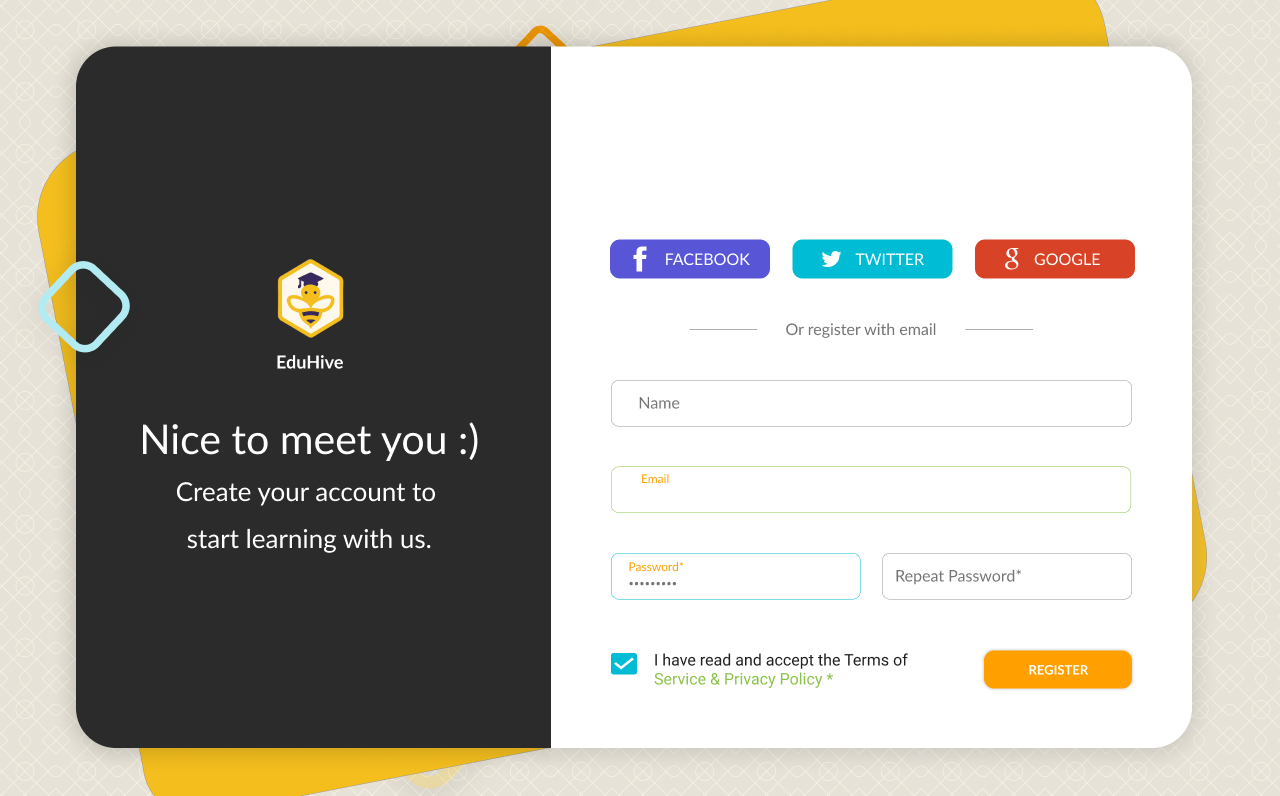 EduHive
Nice to meet you :)
Create your account to
start learning with us.
FACEBOOK
TWITTER
GOOGLE
Or register with email
Name
Email
Password*
•••••••••
Repeat Password*
I have read and accept the Terms of
Service & Privacy Policy *
REGISTER